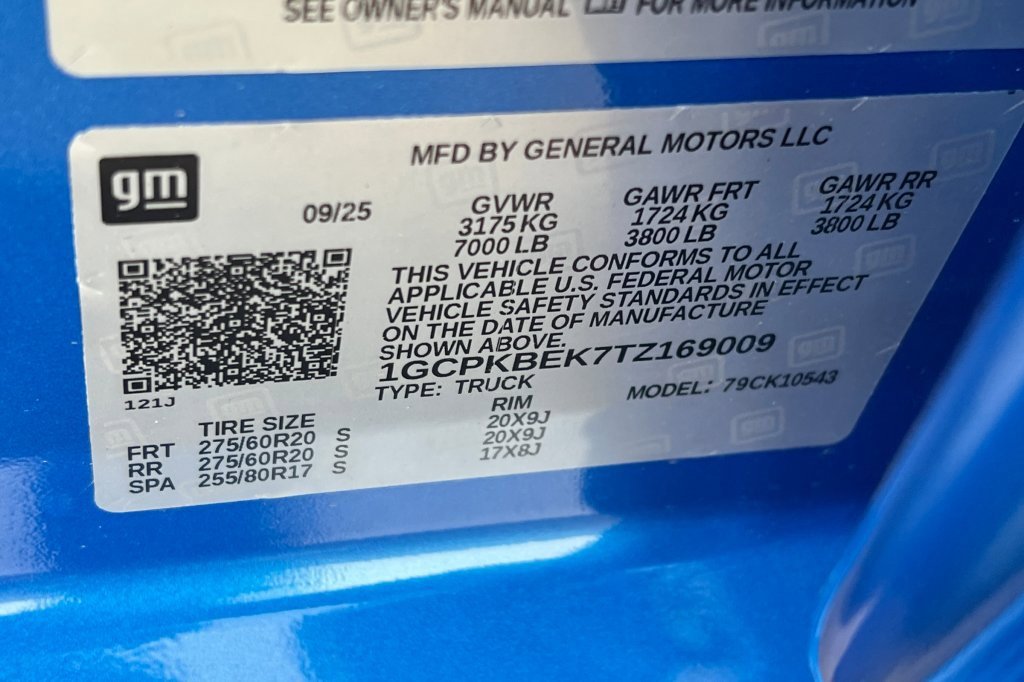 SEE OWNER'S MANUAL FOR MORE INFORMATION
gm
MFD BY GENERAL MOTORS LLC
09/25
GVWR GAWR FRT GAWR RR
3175 KG 1724 KG 1724 KG
7000 LB 3800 LB 3800 LB
THIS VEHICLE CONFORMS TO ALL
APPLICABLE U.S. FEDERAL MOTOR
VEHICLE SAFETY STANDARDS IN EFFECT
ON THE DATE OF MANUFACTURE
SHOWN ABOVE.
1GCPKBEK7TZ169009
TYPE: TRUCK MODEL: 79CK10543
121J
TIRE SIZE RIM
FRT 275/60R20 S 20X9J
RR 275/60R20 S 20X9J
SPA 255/80R17 S 17X8J